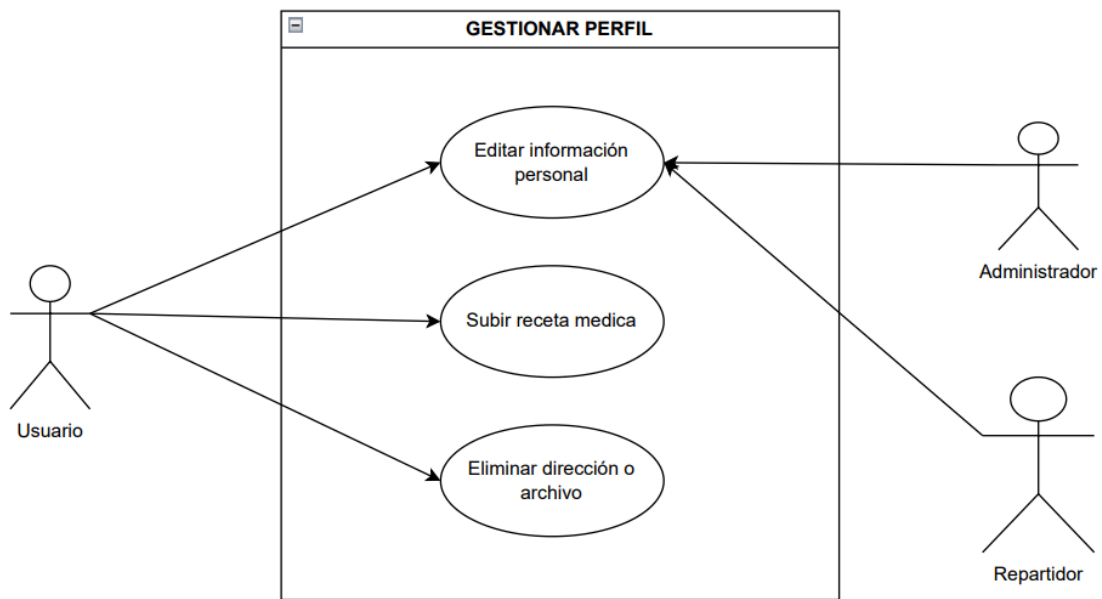 GESTIONAR PERFIL
Editar información
personal
Administrador
Subir receta medica
Usuario
Eliminar dirección o
archivo
Repartidor